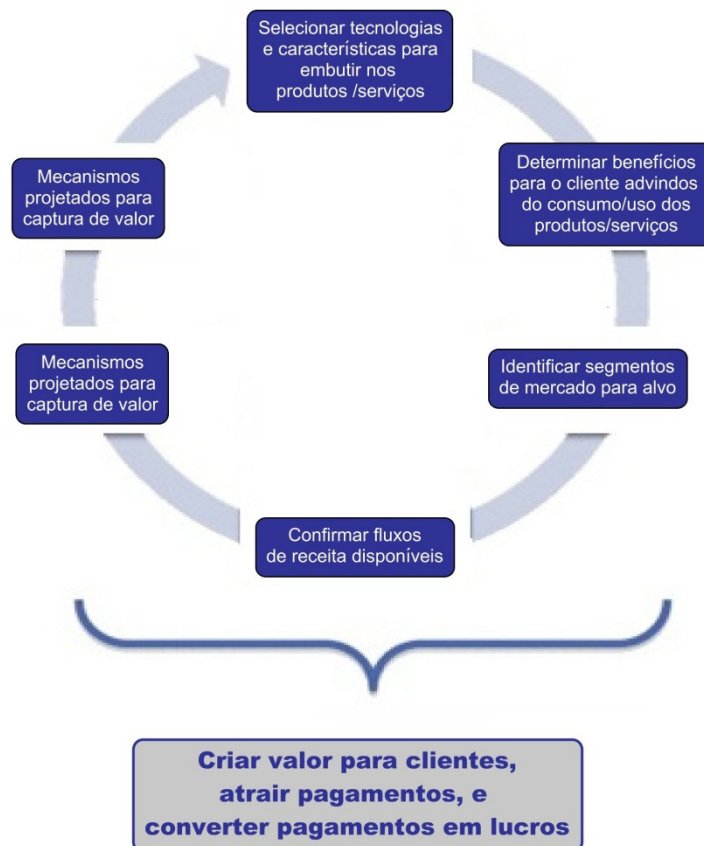 Selecionar tecnologias
e características para
embutir nos
produtos /serviços
Determinar benefícios
para o cliente advindos
do consumo/uso dos
produtos/serviços
Identificar segmentos
de mercado para alvo
Confirmar fluxos
de receita disponíveis
Mecanismos
projetados para
captura de valor
Mecanismos
projetados para
captura de valor
Criar valor para clientes,
atrair pagamentos, e
converter pagamentos em lucros